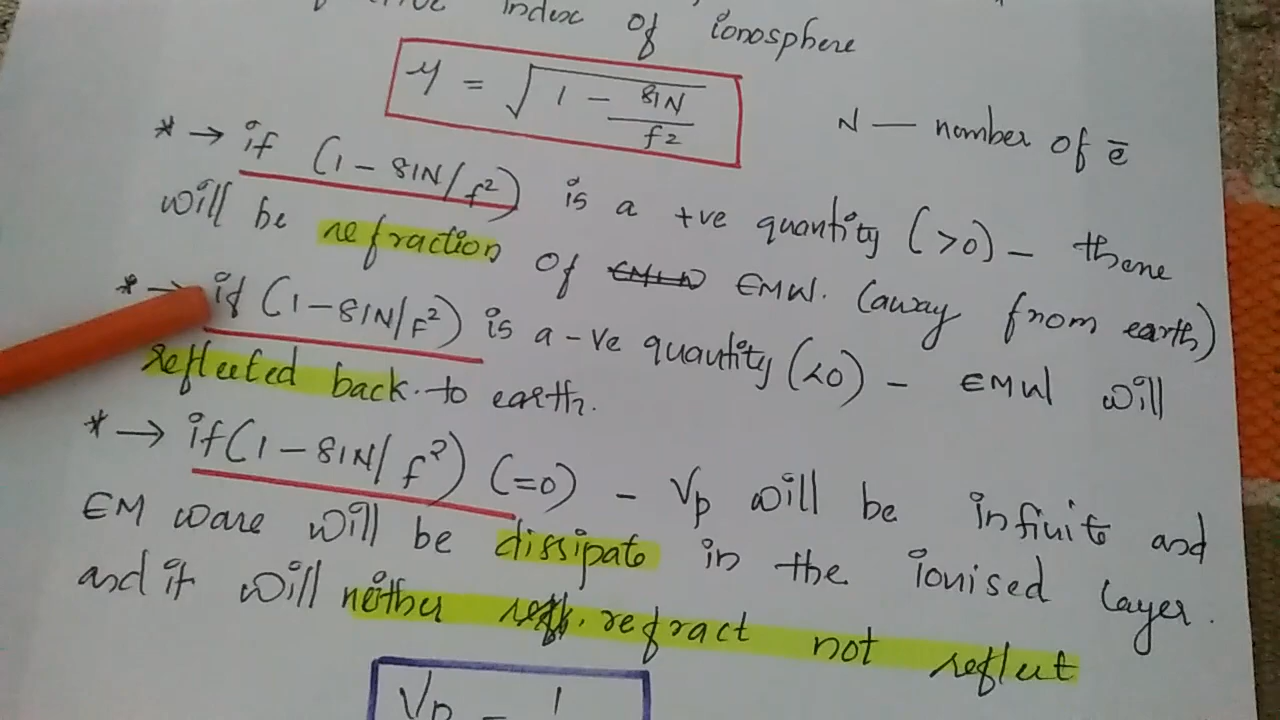 index of ionosphere
μ = √1 - 81N/f2
N — number of ē
* → if (1 - 81N/f²) is a +ve quantity (>0) - there
will be refraction of EMW. (away from earth)
* → if (1-81N/F²) is a -ve quantity (<0) - EMW will
reflected back to earth.
* → if (1-81N/f²) (=0) - Vp will be infinite and
EM wave will be dissipate in the ionised layer.
and it will neither refract not reflect
Vp = 1